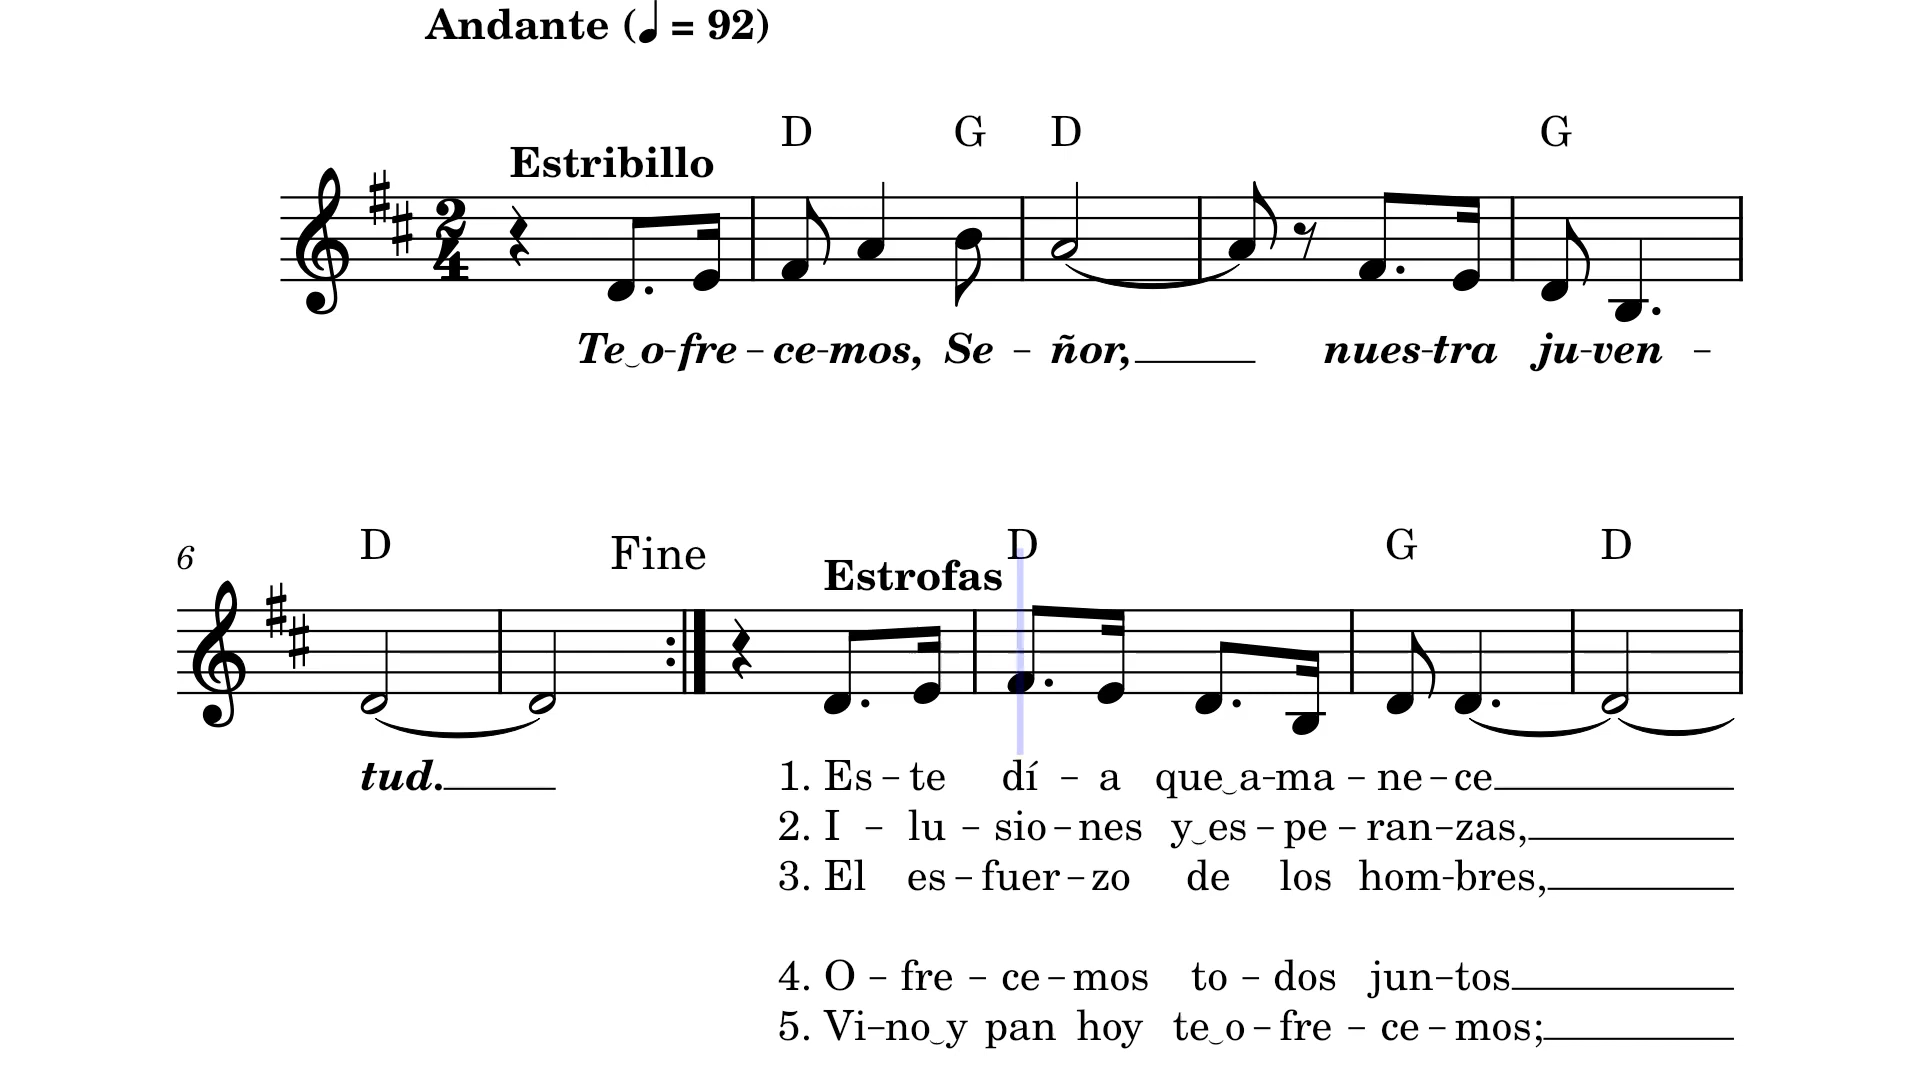 Andante (♩ = 92)
D G D G
Estribillo
2
4
Te‿o-fre-ce-mos, Se - ñor, nues-tra ju-ven -
6 D Fine D G D
Estrofas
tud.
1. Es-te dí - a que‿a-ma - ne-ce
2. I - lu - sio-nes y‿es - pe - ran-zas,
3. El es-fuer-zo de los hom-bres,
4. O - fre - ce-mos to - dos jun-tos
5. Vi-no‿y pan hoy te‿o - fre - ce-mos;